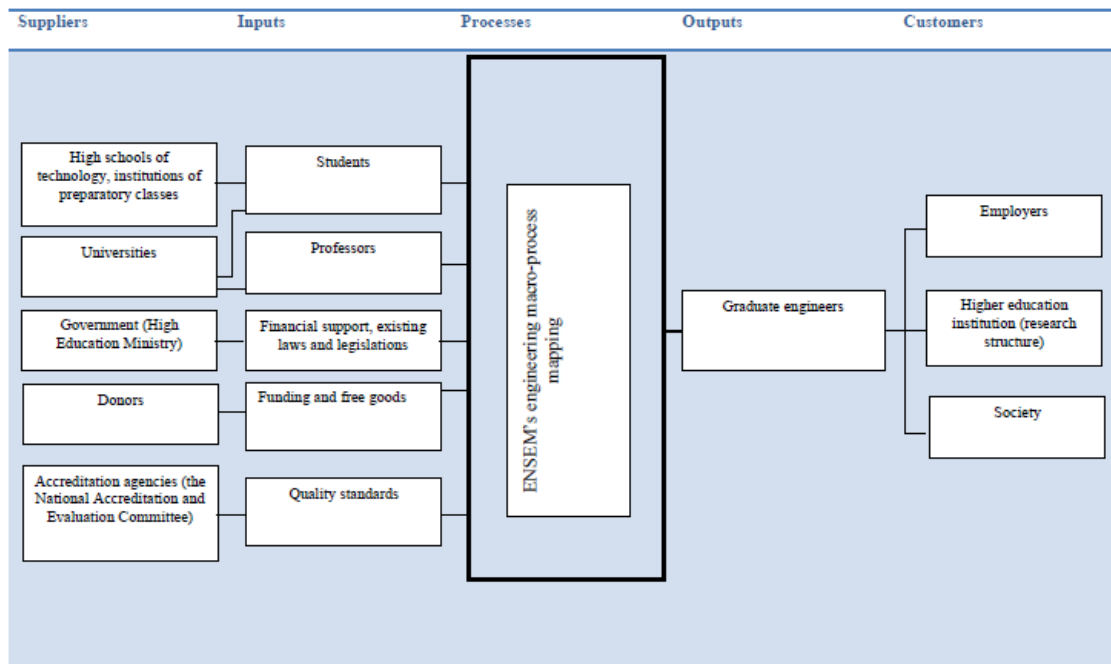 Suppliers
Inputs
Processes
Outputs
Customers
High schools of
technology, institutions of
preparatory classes
Universities
Government (High
Education Ministry)
Donors
Accreditation agencies (the
National Accreditation and
Evaluation Committee)
Students
Professors
Financial support, existing
laws and legislations
Funding and free goods
Quality standards
ENSEM's engineering macro-process
mapping
Graduate engineers
Employers
Higher education
institution (research
structure)
Society